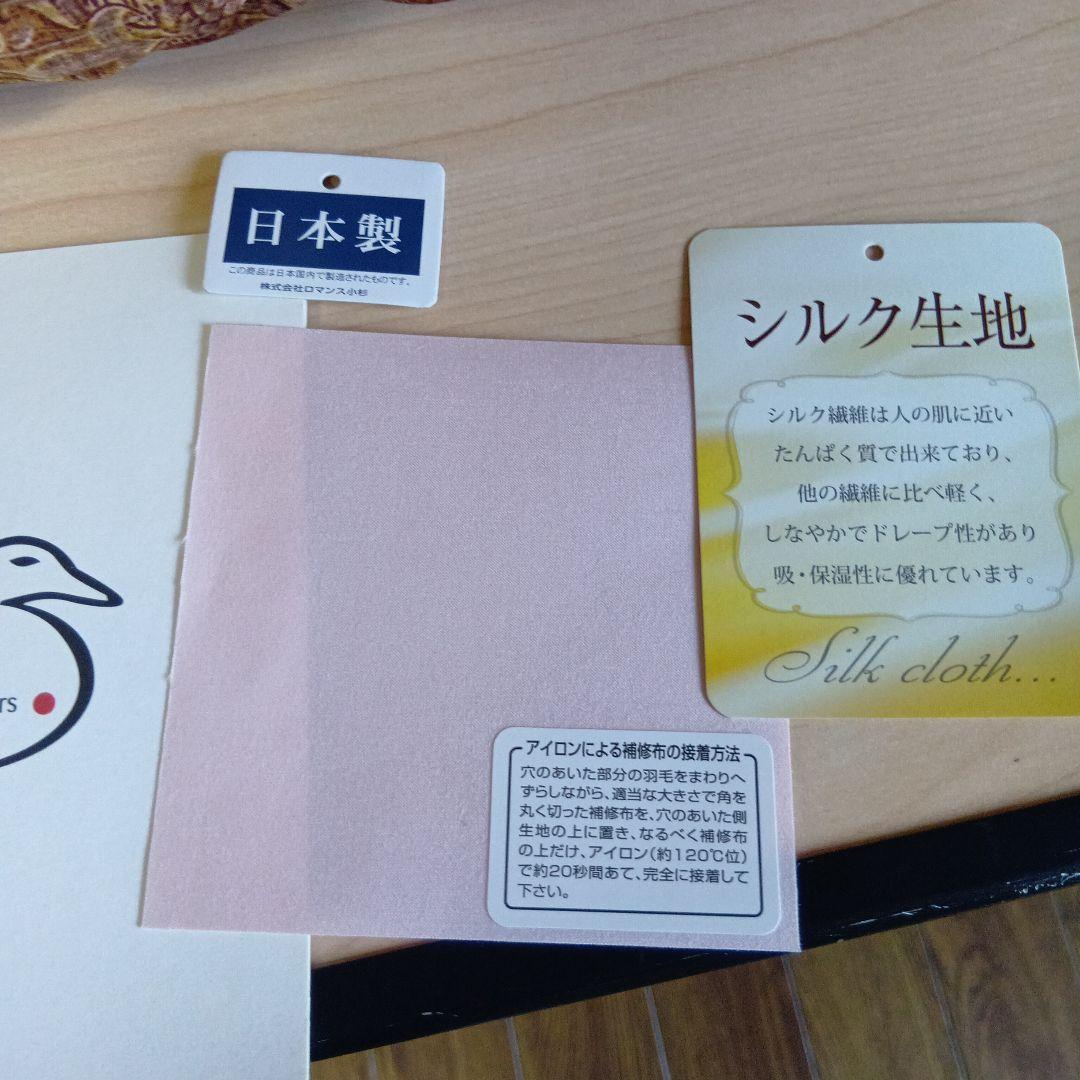 日本製
この商品は日本国内で製造されたものです。
株式会社ロマンス小杉
シルク生地
シルク繊維は人の肌に近い
たんぱく質で出来ており、
他の繊維に比べ軽く、
しなやかでドレープ性があり
吸・保湿性に優れています。
Silk cloth...
rs
アイロンによる補修布の接着方法
穴のあいた部分の羽毛をまわりへ
ずらしながら、適当な大きさで角を
丸く切った補修布を、穴のあいた側
生地の上に置き、なるべく補修布
の上だけ、アイロン(約120℃位)
で約20秒間あて、完全に接着して
下さい。